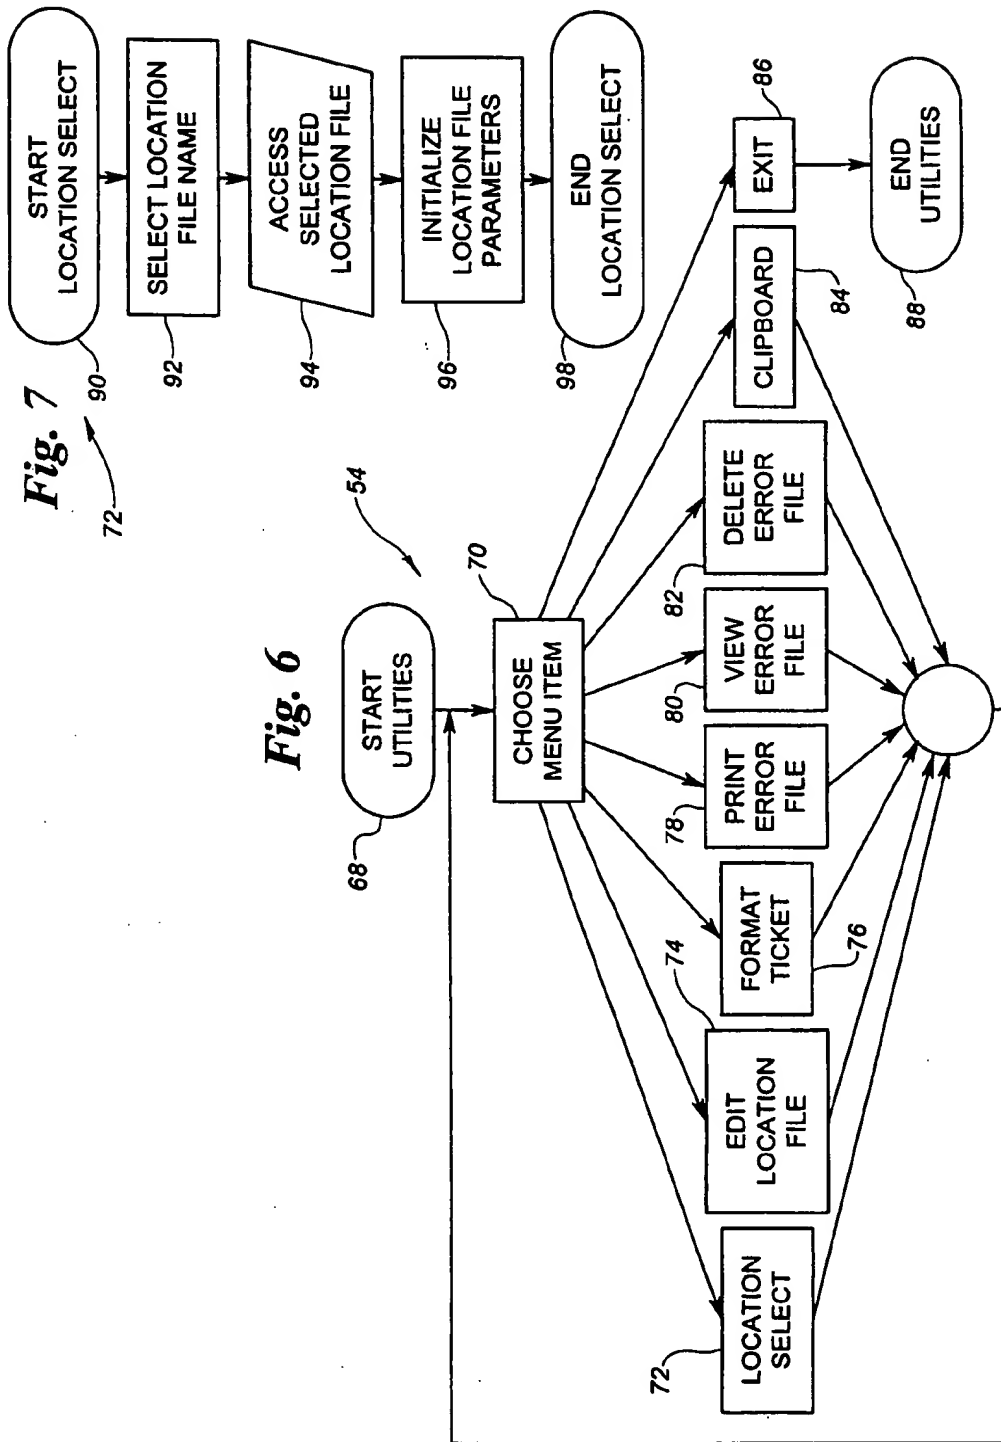 Fig. 6
54
START
UTILITIES
68
CHOOSE
MENU ITEM
70
LOCATION
SELECT
72
EDIT
LOCATION
FILE
74
FORMAT
TICKET
76
PRINT
ERROR
FILE
78
VIEW
ERROR
FILE
80
DELETE
ERROR
FILE
82
CLIPBOARD
84
EXIT
86
END
UTILITIES
88
Fig. 7
72
START
LOCATION SELECT
90
SELECT LOCATION
FILE NAME
92
ACCESS
SELECTED
LOCATION FILE
94
INITIALIZE
LOCATION FILE
PARAMETERS
96
END
LOCATION SELECT
98